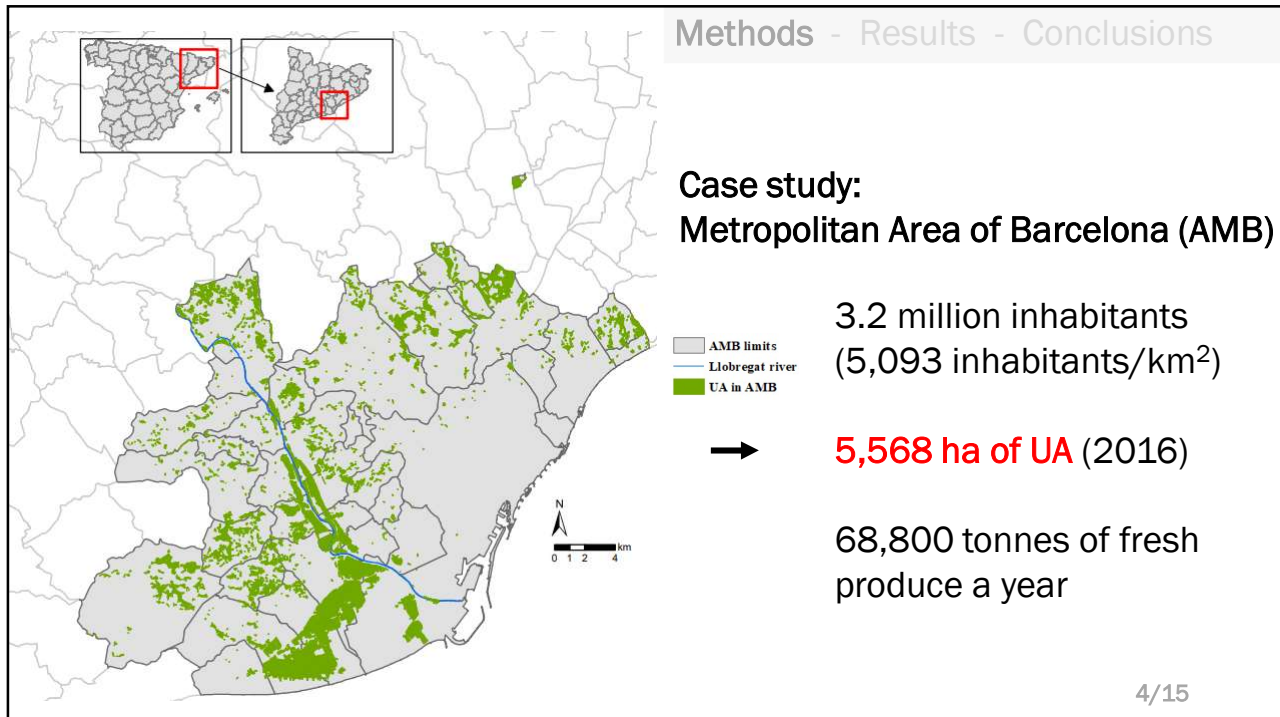 Methods - Results - Conclusions
Case study:
Metropolitan Area of Barcelona (AMB)
3.2 million inhabitants
(5,093 inhabitants/km²)
AMB limits
Llobregat river
UA in AMB
5,568 ha of UA (2016)
68,800 tonnes of fresh
produce a year
N
km
0 1 2 4
4/15